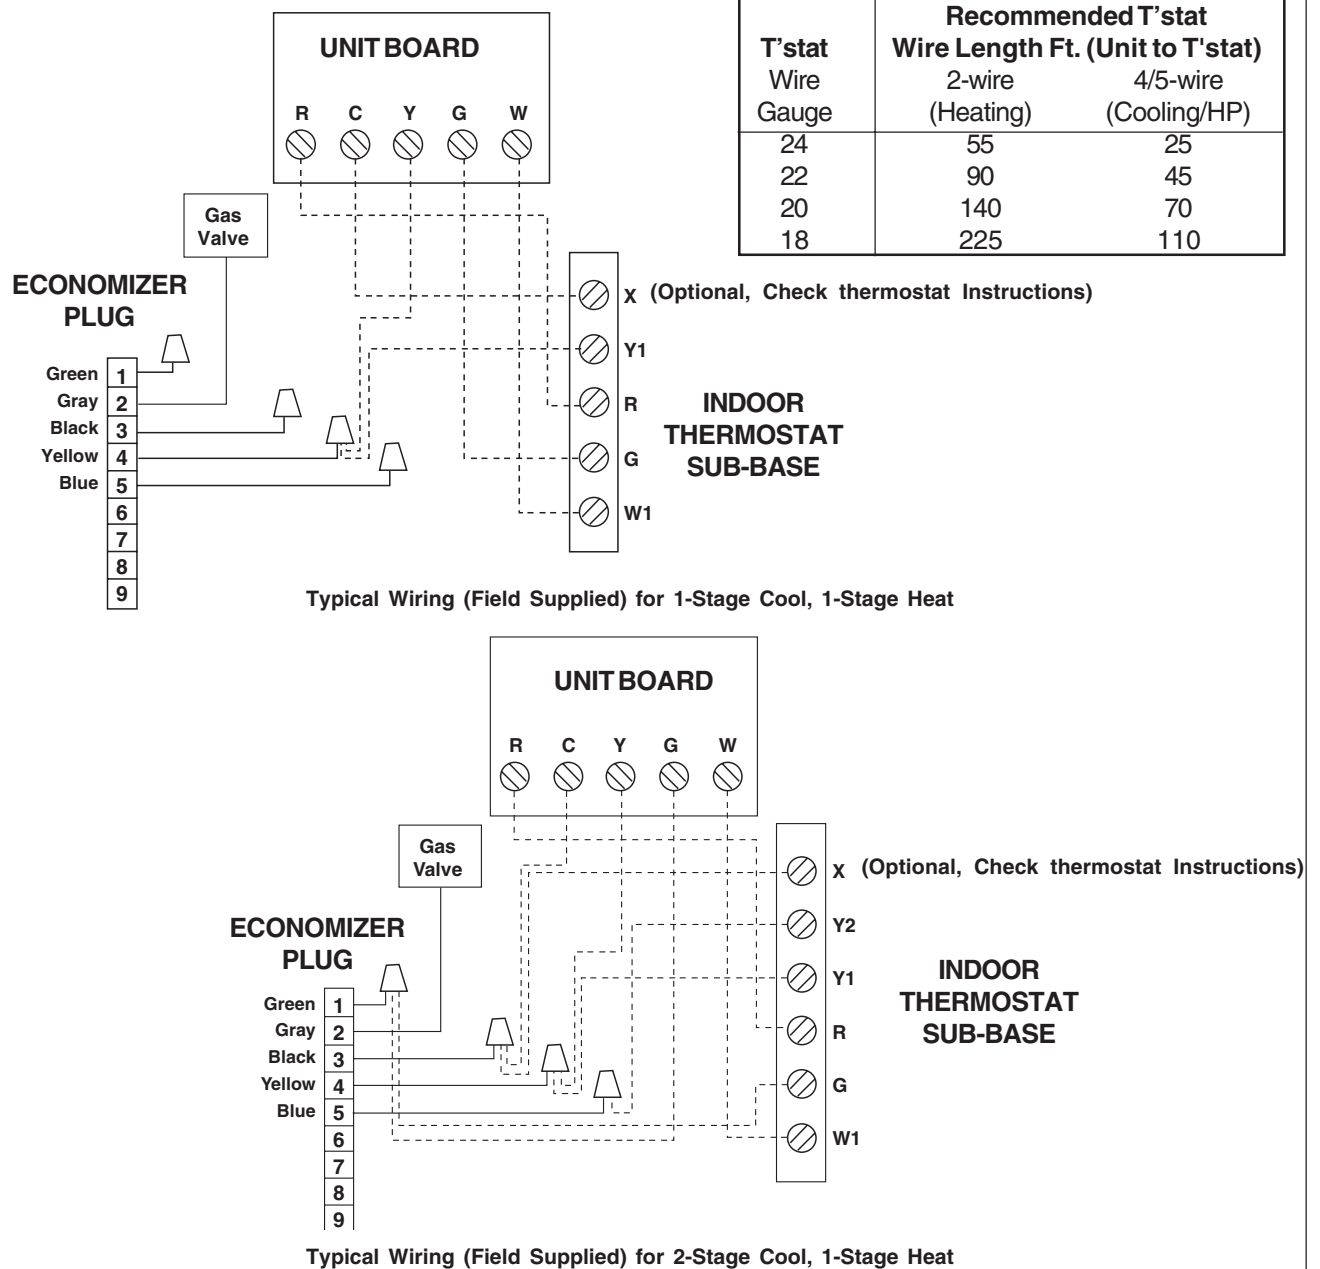 UNIT BOARD
R C Y G W
Gas
Valve
ECONOMIZER
PLUG
Green 1
Gray 2
Black 3
Yellow 4
Blue 5
6
7
8
9
Recommended T'stat
T'stat Wire Length Ft. (Unit to T'stat)
Wire 2-wire 4/5-wire
Gauge (Heating) (Cooling/HP)
24 55 25
22 90 45
20 140 70
18 225 110
X (Optional, Check thermostat Instructions)
Y1
R
G
W1
INDOOR
THERMOSTAT
SUB-BASE
Typical Wiring (Field Supplied) for 1-Stage Cool, 1-Stage Heat
UNIT BOARD
R C Y G W
Gas
Valve
ECONOMIZER
PLUG
Green 1
Gray 2
Black 3
Yellow 4
Blue 5
6
7
8
9
X (Optional, Check thermostat Instructions)
Y2
Y1
R
G
W1
INDOOR
THERMOSTAT
SUB-BASE
Typical Wiring (Field Supplied) for 2-Stage Cool, 1-Stage Heat